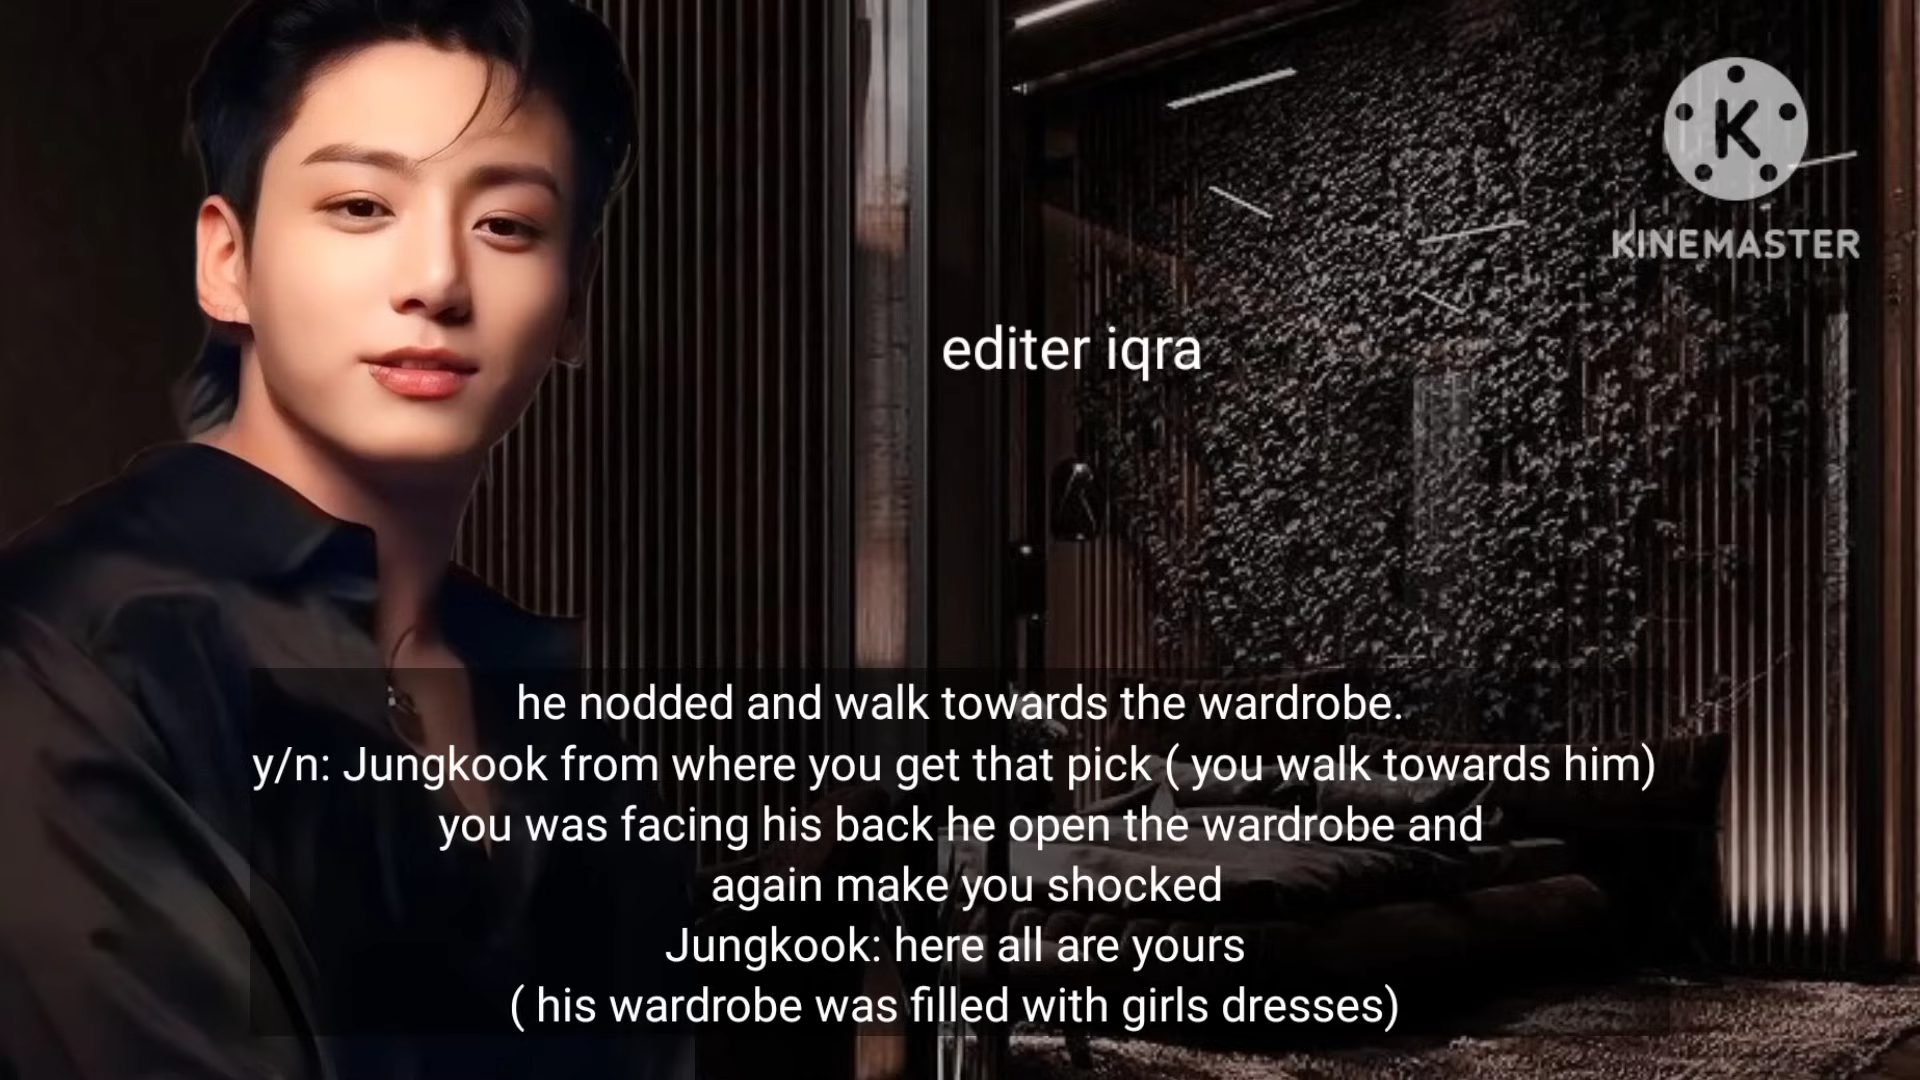 K
KINEMASTER
editer iqra
he nodded and walk towards the wardrobe.
y/n: Jungkook from where you get that pick ( you walk towards him)
you was facing his back he open the wardrobe and
again make you shocked
Jungkook: here all are yours
( his wardrobe was filled with girls dresses)